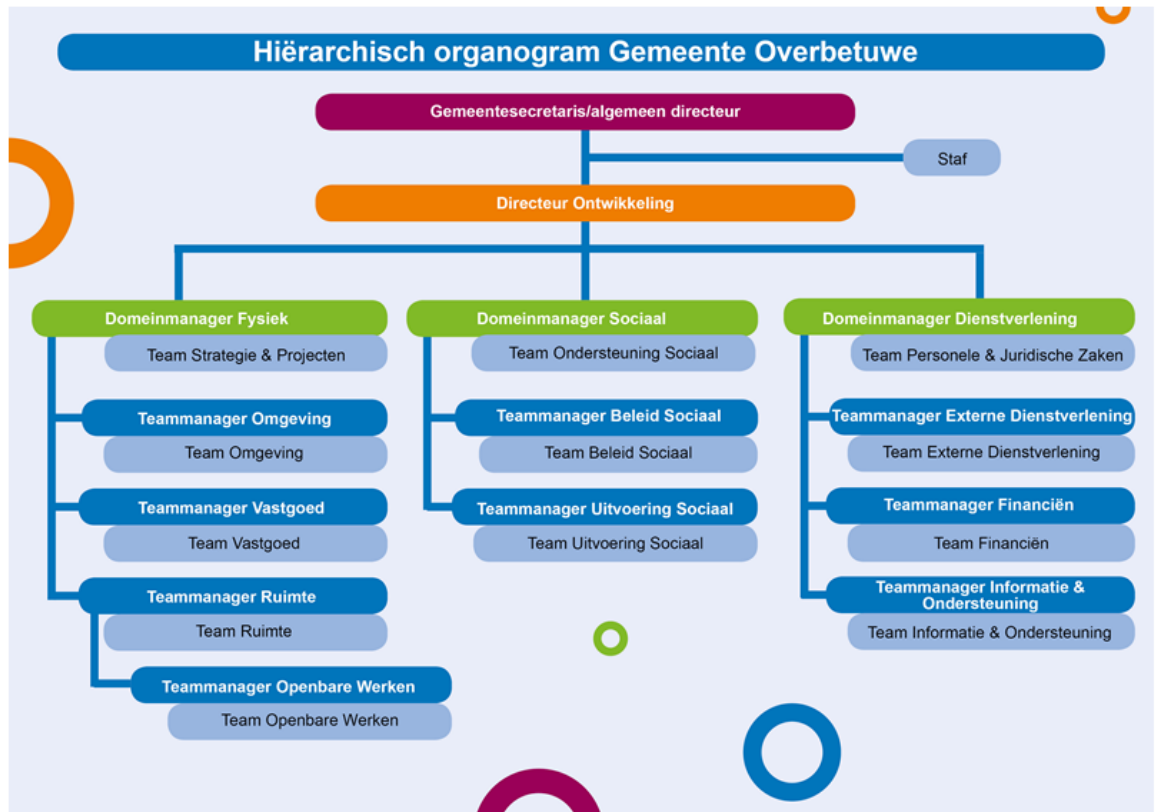 Hiërarchisch organogram Gemeente Overbetuwe
Gemeentesecretaris/algemeen directeur
Staf
Directeur Ontwikkeling
Domeinmanager Fysiek
Team Strategie & Projecten
Teammanager Omgeving
Team Omgeving
Teammanager Vastgoed
Team Vastgoed
Teammanager Ruimte
Team Ruimte
Teammanager Openbare Werken
Team Openbare Werken
Domeinmanager Sociaal
Team Ondersteuning Sociaal
Teammanager Beleid Sociaal
Team Beleid Sociaal
Teammanager Uitvoering Sociaal
Team Uitvoering Sociaal
Domeinmanager Dienstverlening
Team Personele & Juridische Zaken
Teammanager Externe Dienstverlening
Team Externe Dienstverlening
Teammanager Financiën
Team Financiën
Teammanager Informatie &
Ondersteuning
Team Informatie & Ondersteuning